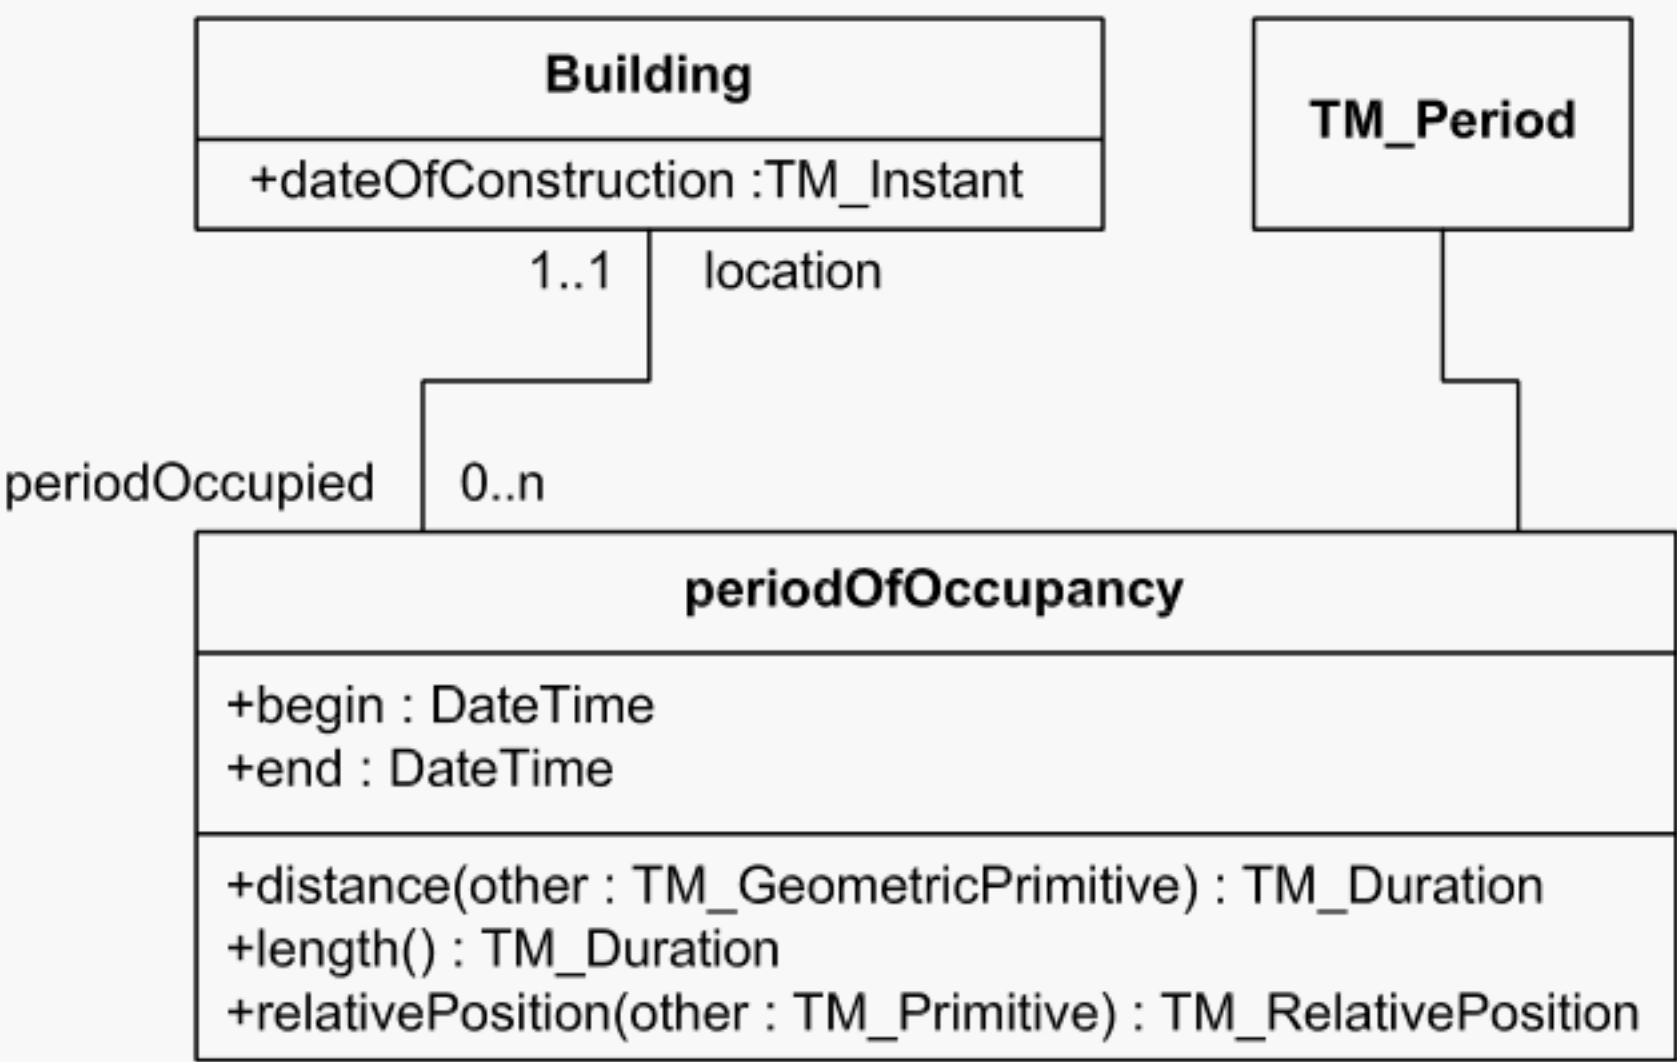 Building
TM_Period
+dateOfConstruction :TM_Instant
1..1
location
periodOccupied
0..n
periodOfOccupancy
+begin : DateTime
+end : DateTime
+distance(other : TM_GeometricPrimitive) : TM_Duration
+length() : TM_Duration
+relativePosition(other : TM_Primitive) : TM_RelativePosition